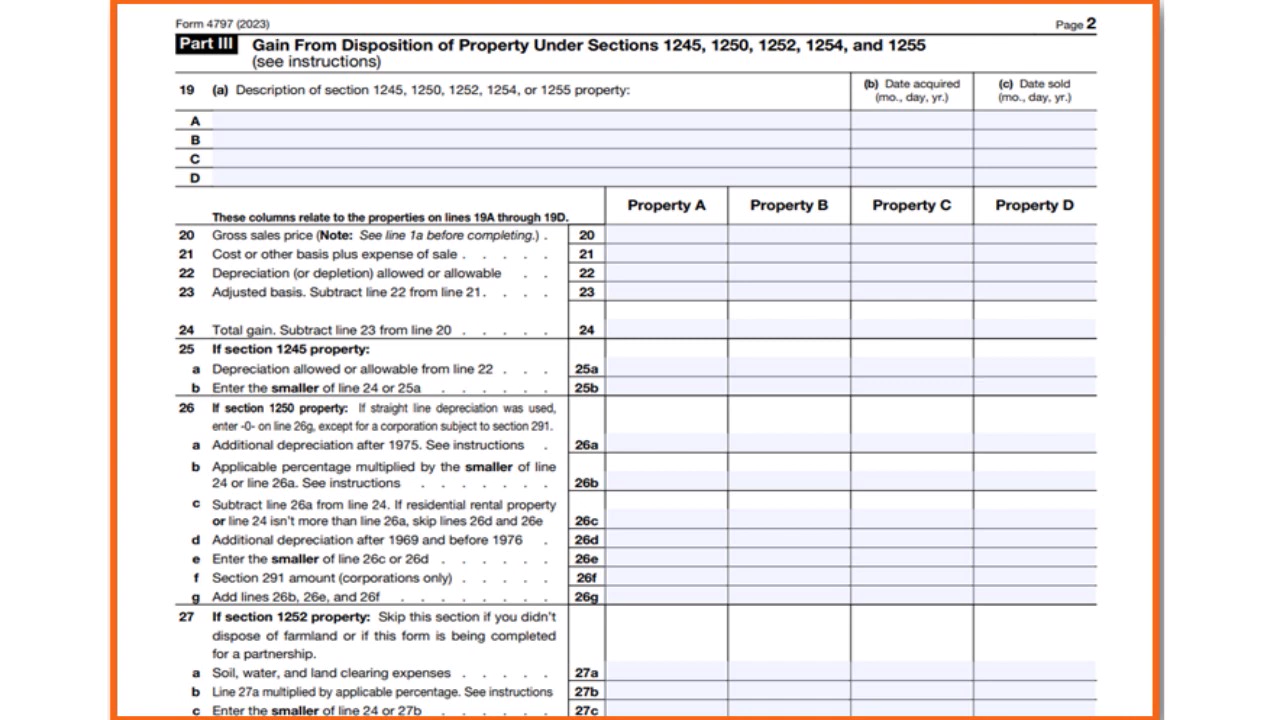 Form 4797 (2023) Page 2
Part III Gain From Disposition of Property Under Sections 1245, 1250, 1252, 1254, and 1255
(see instructions)
19 (a) Description of section 1245, 1250, 1252, 1254, or 1255 property: (b) Date acquired (mo., day, yr.) (c) Date sold (mo., day, yr.)
A
B
C
D
These columns relate to the properties on lines 19A through 19D. Property A Property B Property C Property D
20 Gross sales price (Note: See line 1a before completing.) . 20
21 Cost or other basis plus expense of sale . . . . . 21
22 Depreciation (or depletion) allowed or allowable . . 22
23 Adjusted basis. Subtract line 22 from line 21 . . . . 23
24 Total gain. Subtract line 23 from line 20 . . . . . 24
25 If section 1245 property:
a Depreciation allowed or allowable from line 22 . . . 25a
b Enter the smaller of line 24 or 25a . . . . . . 25b
26 If section 1250 property: If straight line depreciation was used,
enter -0- on line 26g, except for a corporation subject to section 291.
a Additional depreciation after 1975. See instructions . 26a
b Applicable percentage multiplied by the smaller of line
24 or line 26a. See instructions . . . . . . . 26b
c Subtract line 26a from line 24. If residential rental property
or line 24 isn't more than line 26a, skip lines 26d and 26e 26c
d Additional depreciation after 1969 and before 1976 . 26d
e Enter the smaller of line 26c or 26d . . . . . . 26e
f Section 291 amount (corporations only) . . . . . 26f
g Add lines 26b, 26e, and 26f . . . . . . . . 26g
27 If section 1252 property: Skip this section if you didn't
dispose of farmland or if this form is being completed
for a partnership.
a Soil, water, and land clearing expenses . . . . . 27a
b Line 27a multiplied by applicable percentage. See instructions 27b
c Enter the smaller of line 24 or 27b . . . . . . 27c